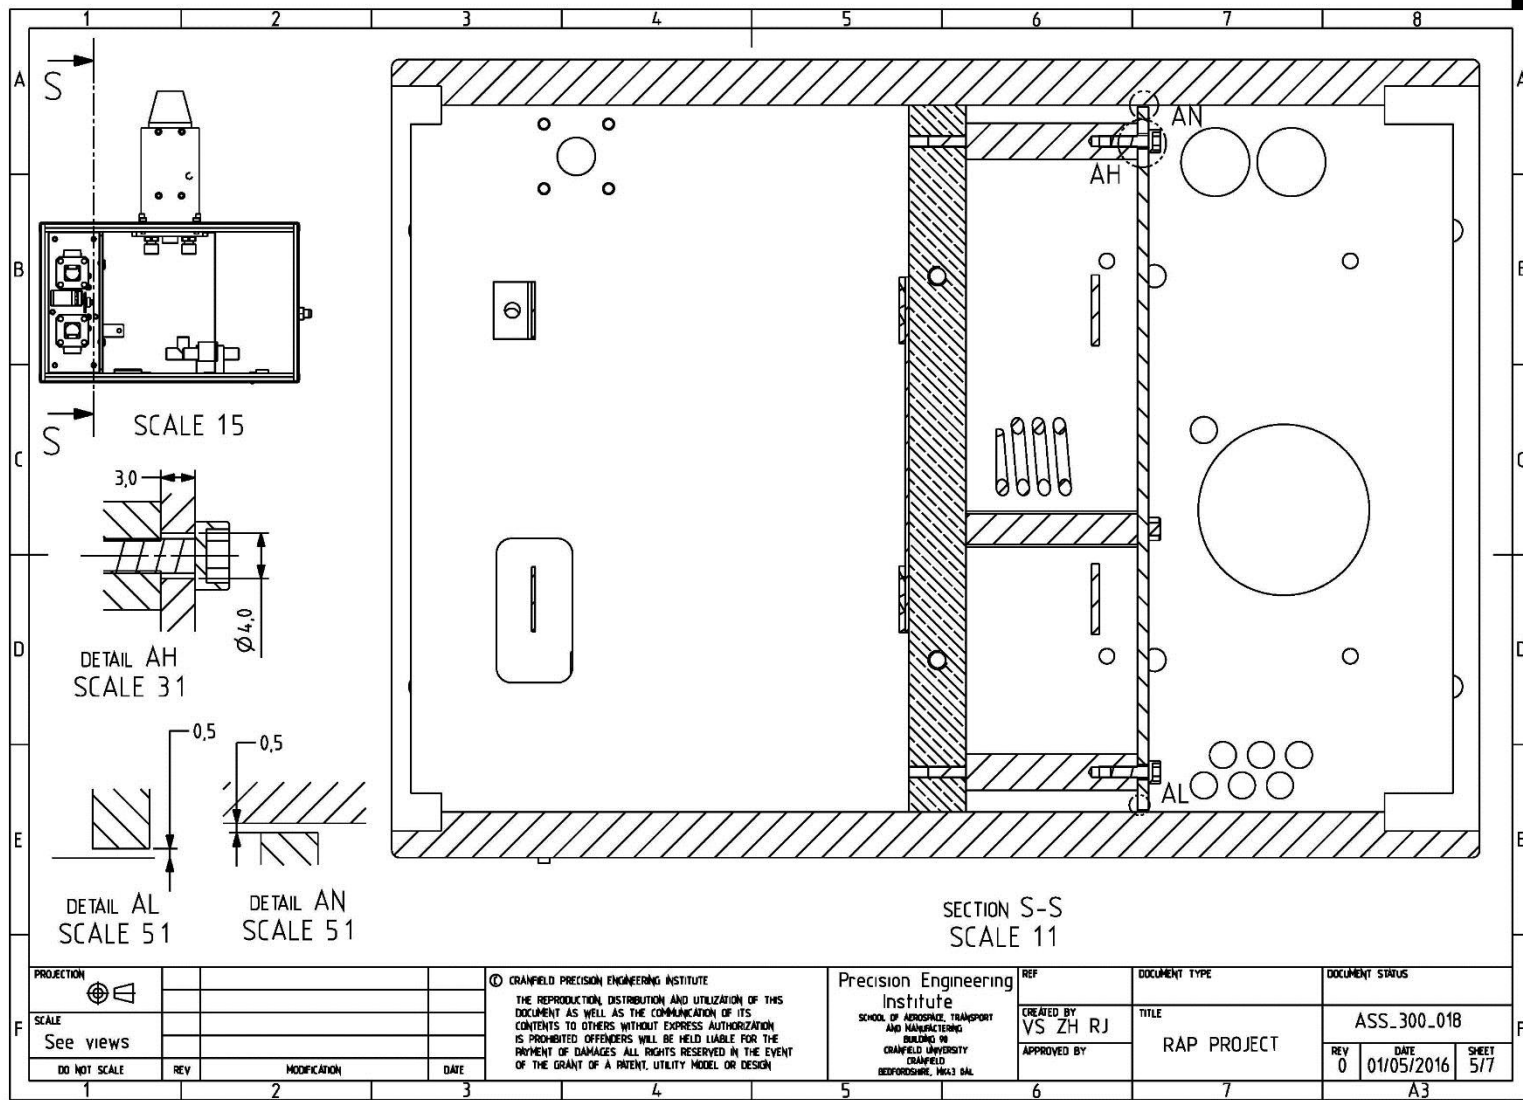 1 2 3 4 5 6 7 8
A A
S
AN
AH
B B
SCALE 15
S
C C
3,0
Ø4,0
D D
DETAIL AH
SCALE 31
0,5
0,5
AL
E E
DETAIL AL
SCALE 51
DETAIL AN
SCALE 51
SECTION S-S
SCALE 11
PROJECTION
SCALE
See views
DO NOT SCALE
REV
MODIFICATION
DATE
© CRANFIELD PRECISION ENGINEERING INSTITUTE
THE REPRODUCTION, DISTRIBUTION AND UTILIZATION OF THIS
DOCUMENT AS WELL AS THE COMMUNICATION OF ITS
CONTENTS TO OTHERS WITHOUT EXPRESS AUTHORIZATION
IS PROHIBITED OFFENDERS WILL BE HELD LIABLE FOR THE
PAYMENT OF DAMAGES ALL RIGHTS RESERVED IN THE EVENT
OF THE GRANT OF A PATENT, UTILITY MODEL OR DESIGN
Precision Engineering
Institute
SCHOOL OF AEROSPACE, TRANSPORT
AND MANUFACTURING
BUILDING
CRANFIELD UNIVERSITY
CRANFIELD
BEDFORDSHIRE, MK43 0AL
REF
CREATED BY
VS ZH RJ
APPROVED BY
DOCUMENT TYPE
TITLE
RAP PROJECT
DOCUMENT STATUS
ASS_300_018
REV
0
DATE
01/05/2016
SHEET
5/7
F F
1 2 3 4 5 6 7 A3